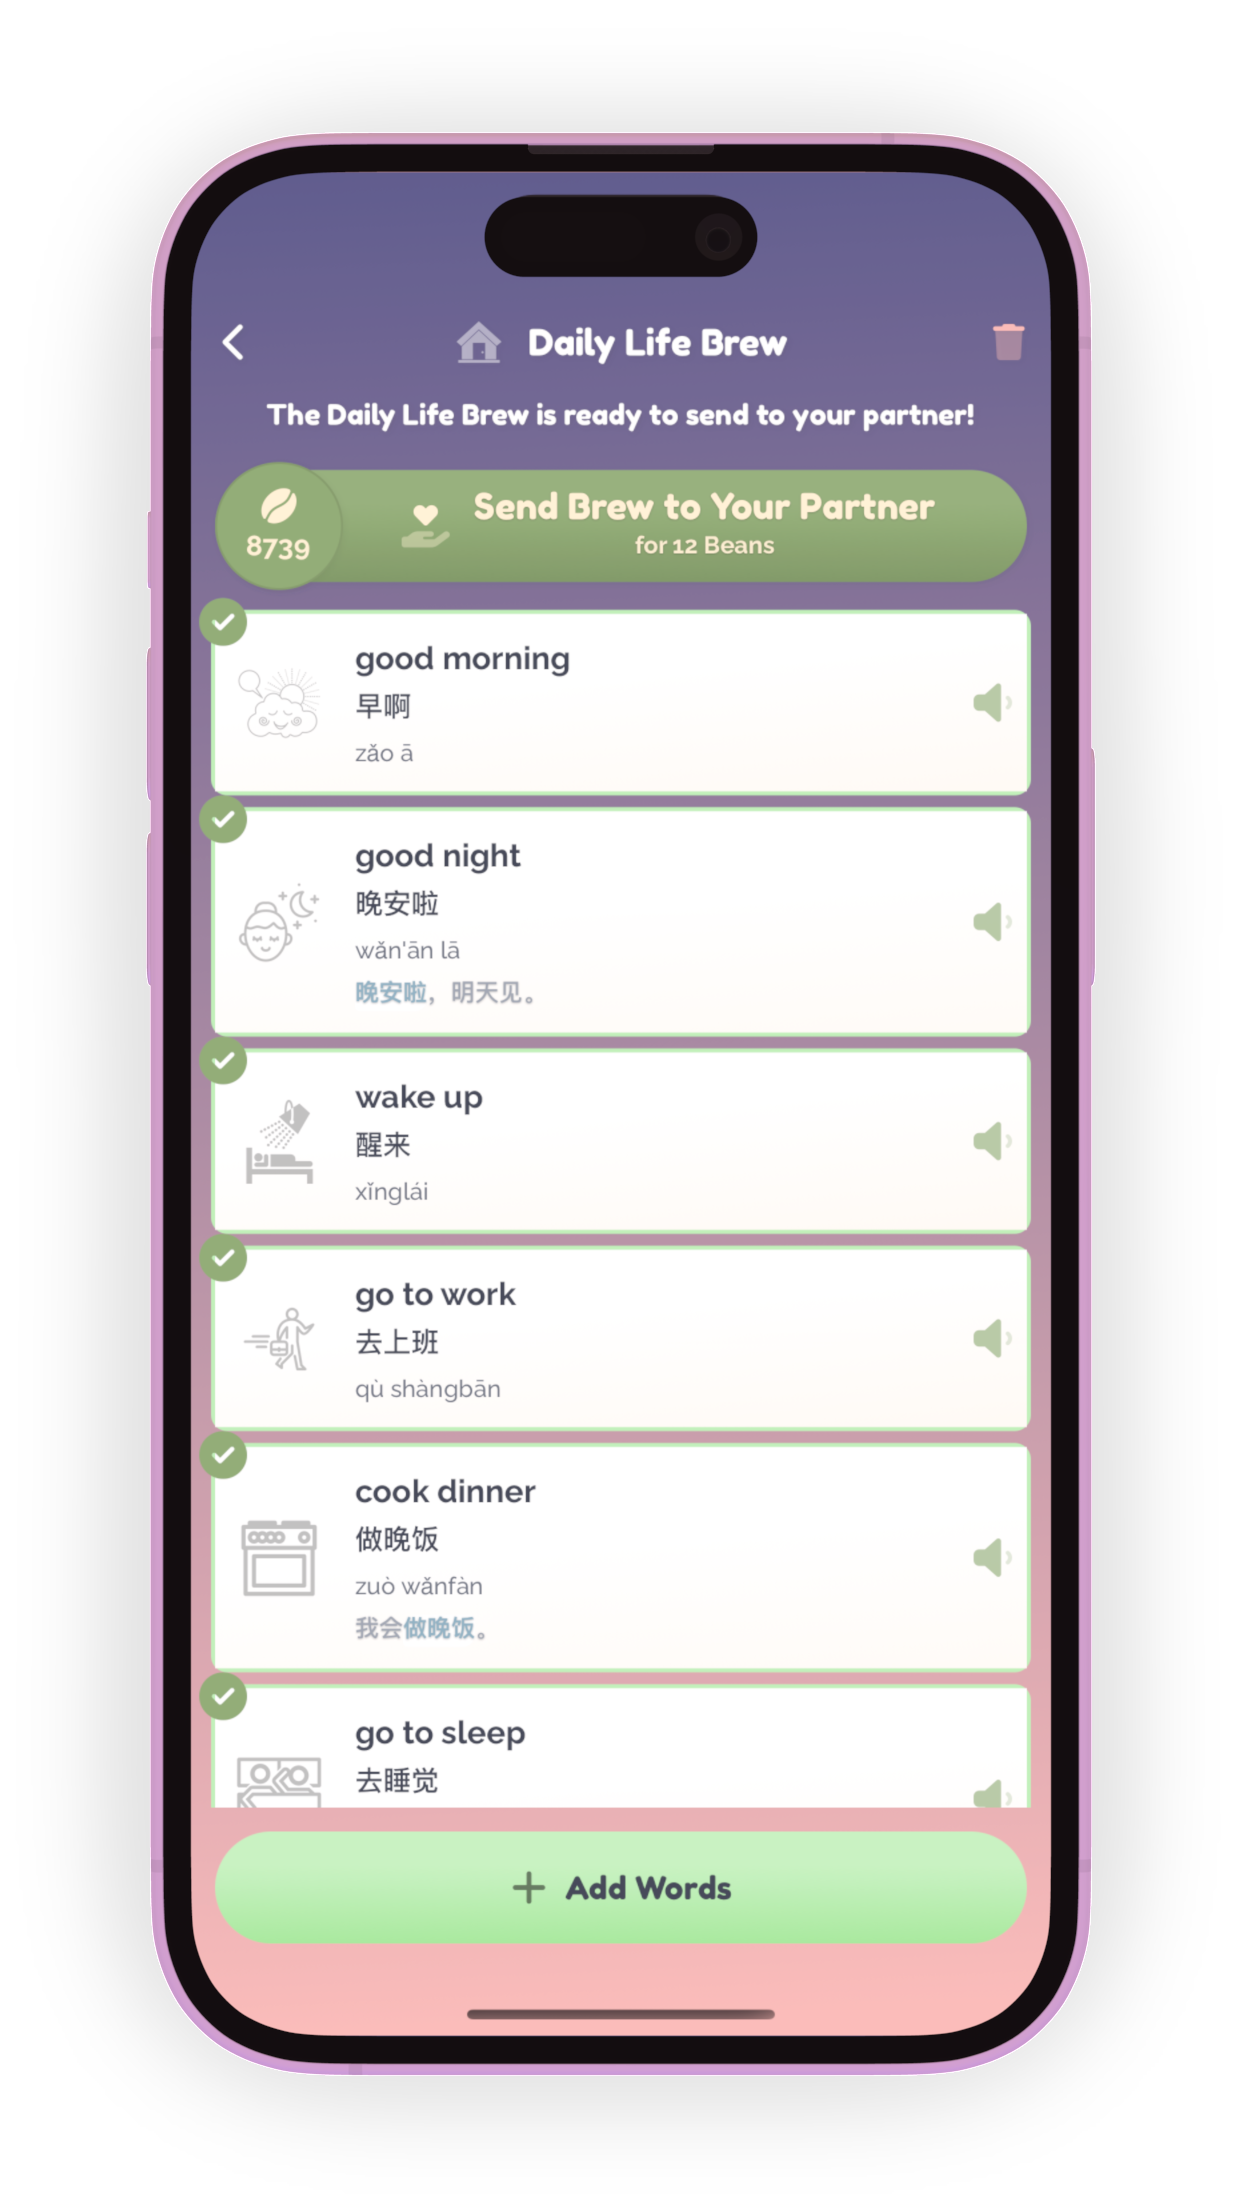 Daily Life Brew
The Daily Life Brew is ready to send to your partner!
8739
Send Brew to Your Partner
for 12 Beans
good morning
早啊
zǎo ā
good night
晚安啦
wǎn'ān lā
晚安啦，明天见。
wake up
醒来
xǐnglái
go to work
去上班
qù shàngbān
cook dinner
做晚饭
zuò wǎnfàn
我会做晚饭。
go to sleep
去睡觉
Add Words